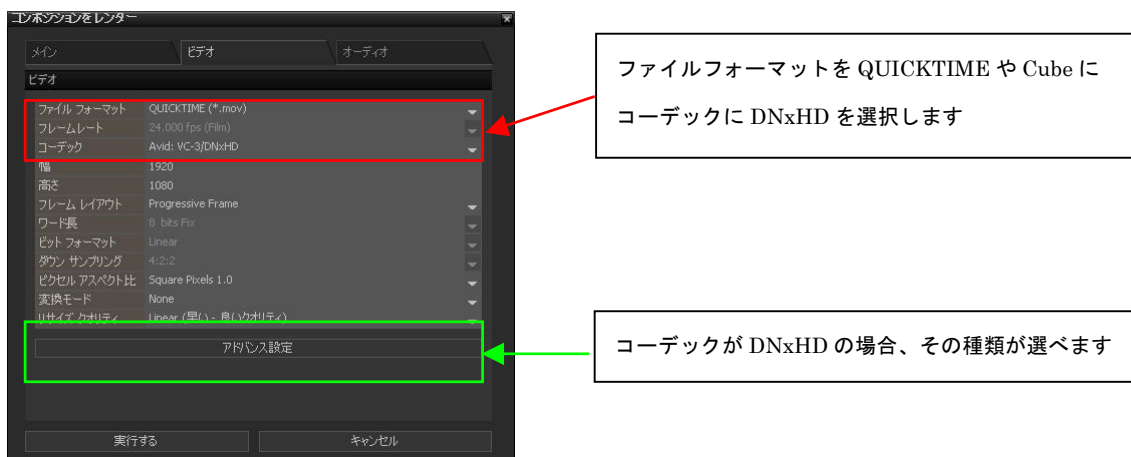 コンポジションをレンダー
メイン ビデオ オーディオ
ビデオ
ファイル フォーマット QUICKTIME (*.mov)
フレームレート 24.000 fps (Film)
コーデック Avid: VC-3/DNxHD
幅 1920
高さ 1080
フレーム レイアウト Progressive Frame
ワード長 8 bits Fix
ビット フォーマット Linear
ダウン サンプリング 4:2:2
ピクセル アスペクト比 Square Pixels 1.0
変換モード None
リサイズ クオリティ Linear (早い - 良いクオリティ)
アドバンス設定
実行する キャンセル
ファイルフォーマットを QUICKTIME や Cube に
コーデックに DNxHD を選択します
コーデックが DNxHD の場合、その種類が選べます